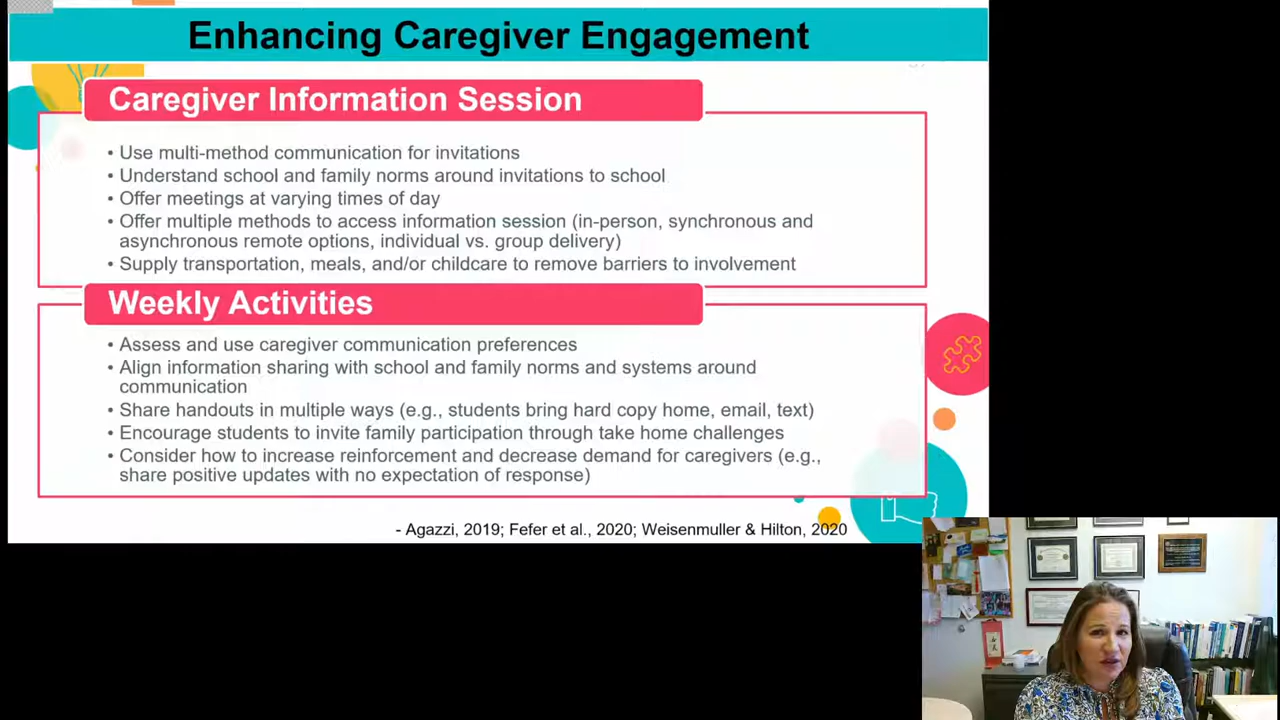 Enhancing Caregiver Engagement
Caregiver Information Session
• Use multi-method communication for invitations
• Understand school and family norms around invitations to school
• Offer meetings at varying times of day
• Offer multiple methods to access information session (in-person, synchronous and
asynchronous remote options, individual vs. group delivery)
• Supply transportation, meals, and/or childcare to remove barriers to involvement
Weekly Activities
• Assess and use caregiver communication preferences
• Align information sharing with school and family norms and systems around
communication
• Share handouts in multiple ways (e.g., students bring hard copy home, email, text)
• Encourage students to invite family participation through take home challenges
• Consider how to increase reinforcement and decrease demand for caregivers (e.g.,
share positive updates with no expectation of response)
- Agazzi, 2019; Fefer et al., 2020; Weisenmuller & Hilton, 2020